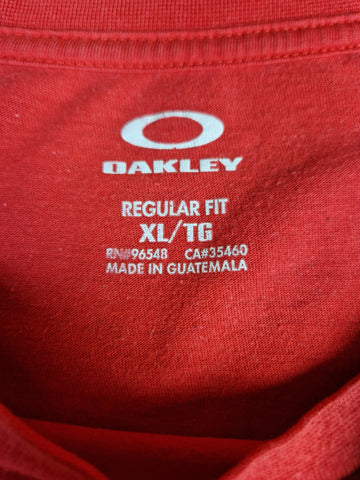 OAKLEY
REGULAR FIT
XL/TG
RN#96548 CA#35460
MADE IN GUATEMALA